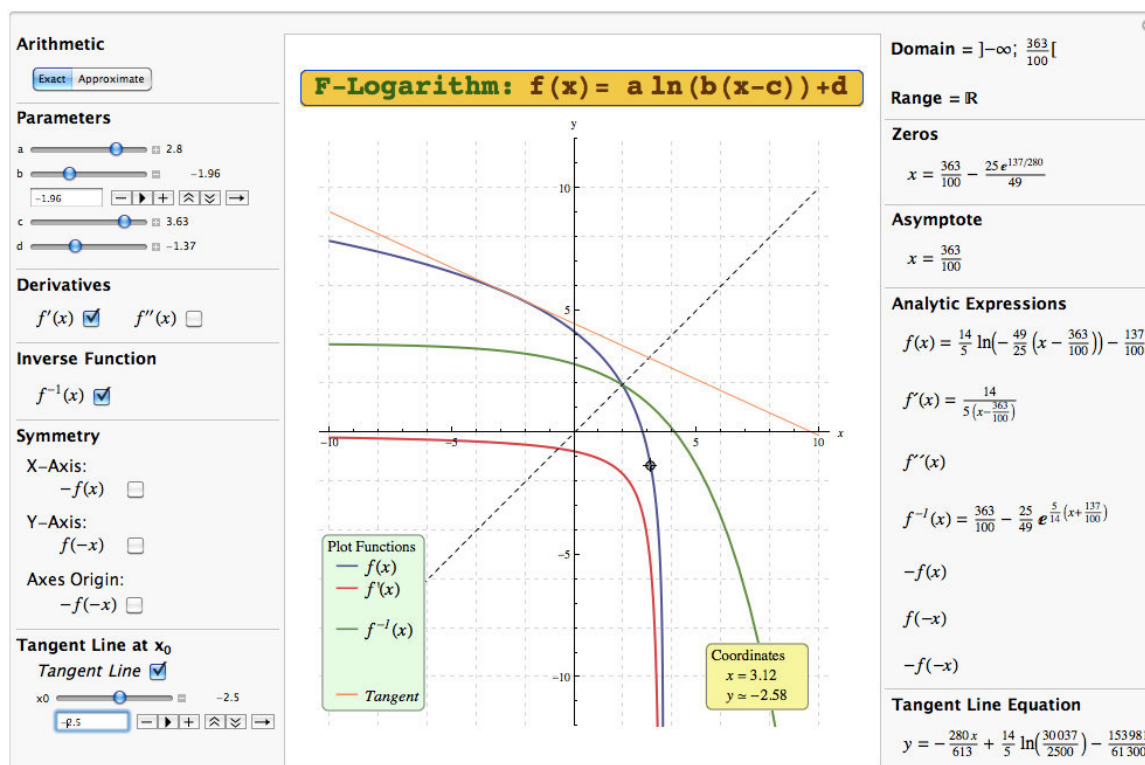 Arithmetic
Exact Approximate
Parameters
a 2.8
b -1.96
-1.96
c 3.63
d -1.37
Derivatives
f′(x) f′′(x)
Inverse Function
f⁻¹(x)
Symmetry
X-Axis:
-f(x)
Y-Axis:
f(-x)
Axes Origin:
-f(-x)
Tangent Line at x₀
Tangent Line
x0 -2.5
F-Logarithm: f(x)= a ln(b(x-c))+d
y
10
5
-10 -5 5 10 x
-5
-10
Plot Functions
f(x)
f'(x)
f⁻¹(x)
Tangent
Coordinates
x = 3.12
y ≃ -2.58
Domain = ]-∞; 363/100[
Range = ℝ
Zeros
x = 363/100 - 25 e^(137/280)/49
Asymptote
x = 363/100
Analytic Expressions
f(x) = 14/5 ln(-49/25 (x - 363/100)) - 137/100
f′(x) = 14/(5 (x-363/100))
f′′(x)
f⁻¹(x) = 363/100 - 25/49 e^(5/14 (x+137/100))
-f(x)
f(-x)
-f(-x)
Tangent Line Equation
y = -280 x/613 + 14/5 ln(30037/2500) - 153981/61300